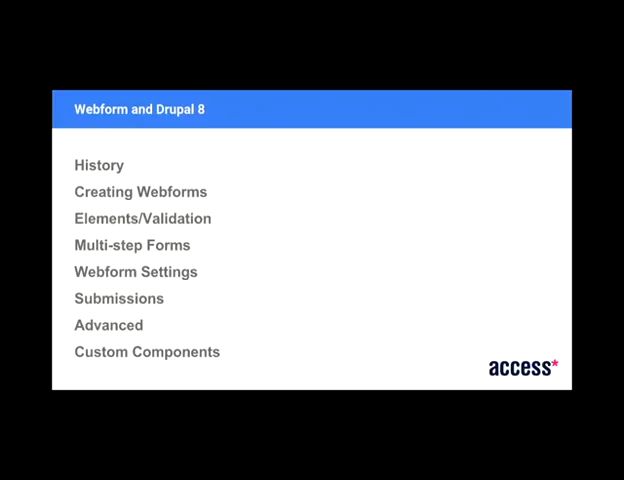 Webform and Drupal 8
History
Creating Webforms
Elements/Validation
Multi-step Forms
Webform Settings
Submissions
Advanced
Custom Components
access*